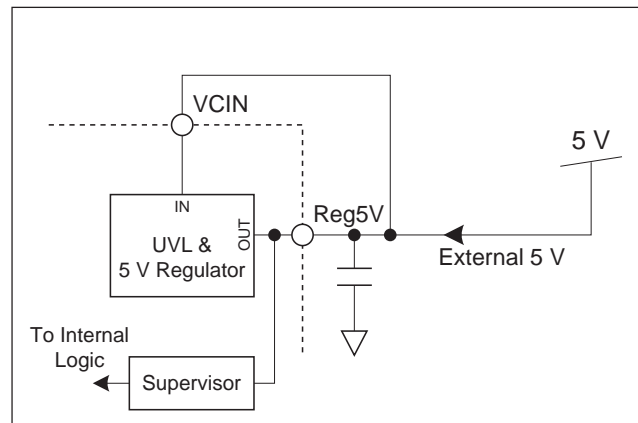 VCIN
5 V
IN
OUT
Reg5V
UVL &
5 V Regulator
External 5 V
To Internal
Logic
Supervisor